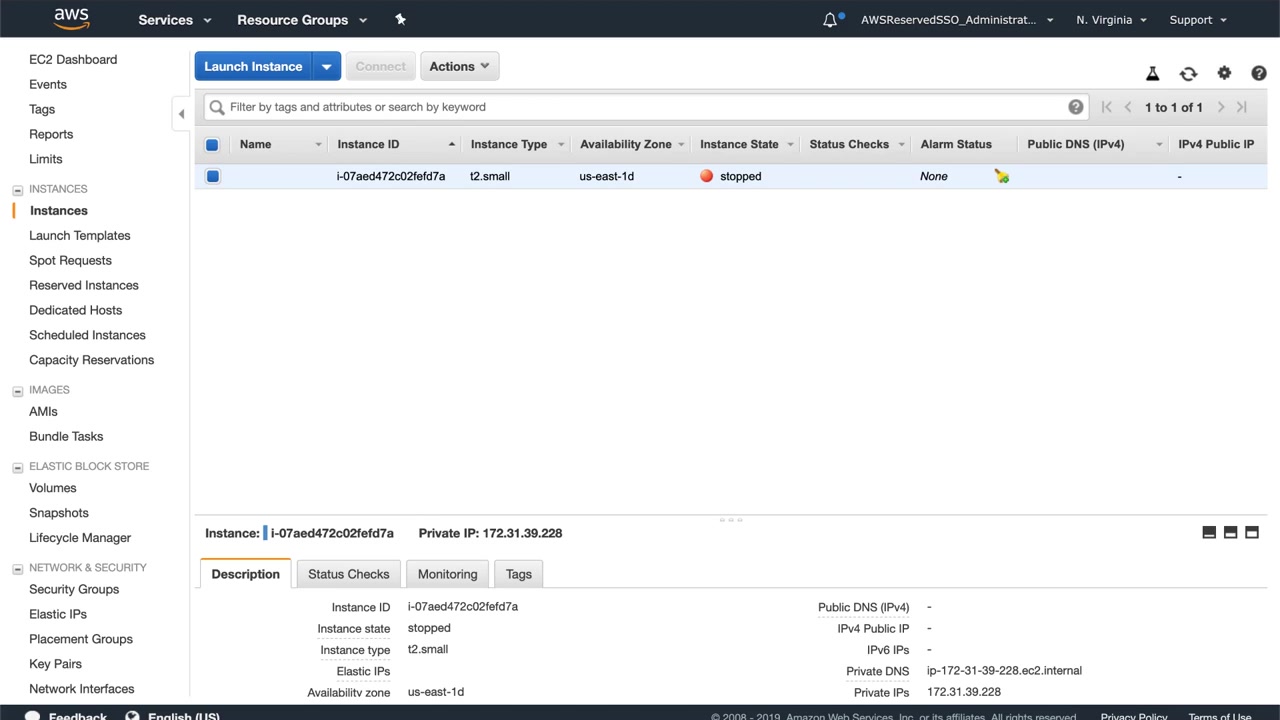 aws Services Resource Groups AWSReservedSSO_Administrat... N. Virginia Support
EC2 Dashboard
Events
Tags
Reports
Limits
INSTANCES
Instances
Launch Templates
Spot Requests
Reserved Instances
Dedicated Hosts
Scheduled Instances
Capacity Reservations
IMAGES
AMIs
Bundle Tasks
ELASTIC BLOCK STORE
Volumes
Snapshots
Lifecycle Manager
NETWORK & SECURITY
Security Groups
Elastic IPs
Placement Groups
Key Pairs
Network Interfaces
Launch Instance Connect Actions
Filter by tags and attributes or search by keyword 1 to 1 of 1
Name Instance ID Instance Type Availability Zone Instance State Status Checks Alarm Status Public DNS (IPv4) IPv4 Public IP
i-07aed472c02fefd7a t2.small us-east-1d stopped None -
Instance: i-07aed472c02fefd7a Private IP: 172.31.39.228
Description Status Checks Monitoring Tags
Instance ID i-07aed472c02fefd7a Public DNS (IPv4) -
Instance state stopped IPv4 Public IP -
Instance type t2.small IPv6 IPs -
Elastic IPs Private DNS ip-172-31-39-228.ec2.internal
Availability zone us-east-1d Private IPs 172.31.39.228
Feedback English (US) © 2008 - 2019, Amazon Web Services, Inc. or its affiliates. All rights reserved. Privacy Policy Terms of Use